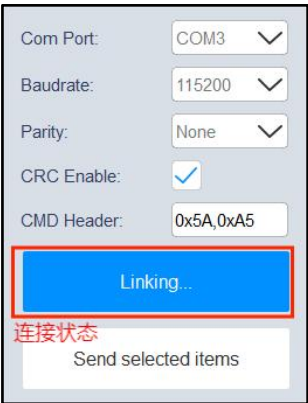 Com Port: COM3
Baudrate: 115200
Parity: None
CRC Enable:
CMD Header: 0x5A,0xA5
Linking...
连接状态
Send selected items